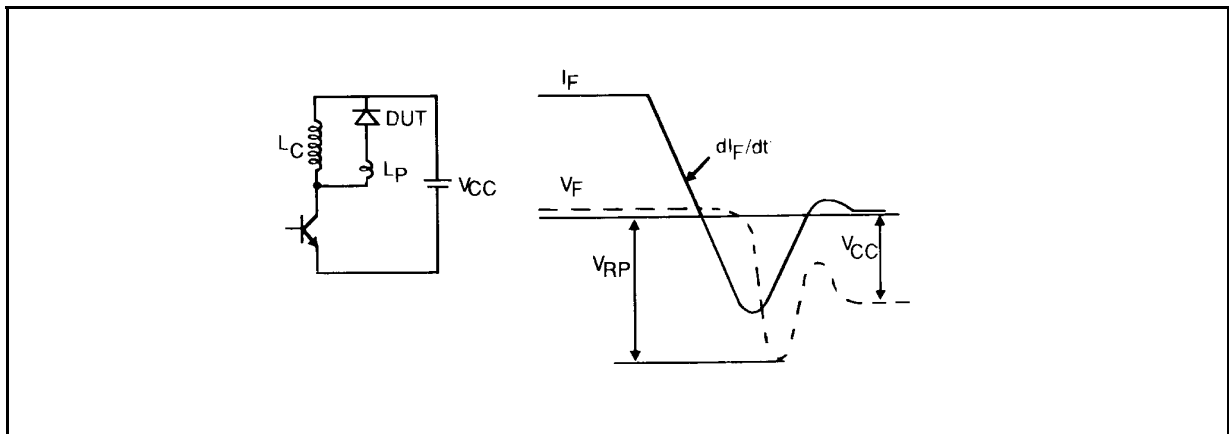 DUT
LC
LP
VCC
IF
dIF/dt
VF
VRP
VCC